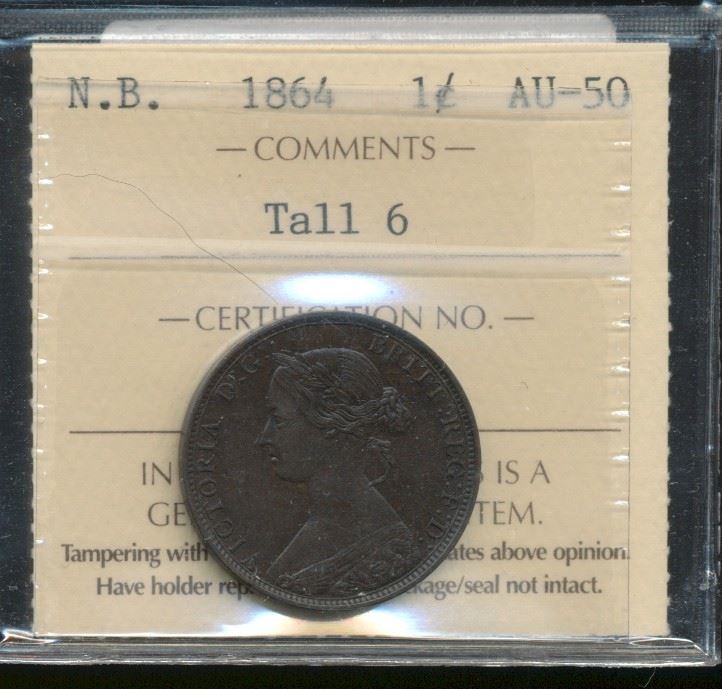 N.B. 1864 1¢ AU-50
— COMMENTS —
Tall 6
— CERTIFICATION NO. —
IN IS A
TEM.
Tampering with ates above opinion.
Have holder rep kage/seal not intact.
VICTORIA D:G: BRITT:REG:F:D: